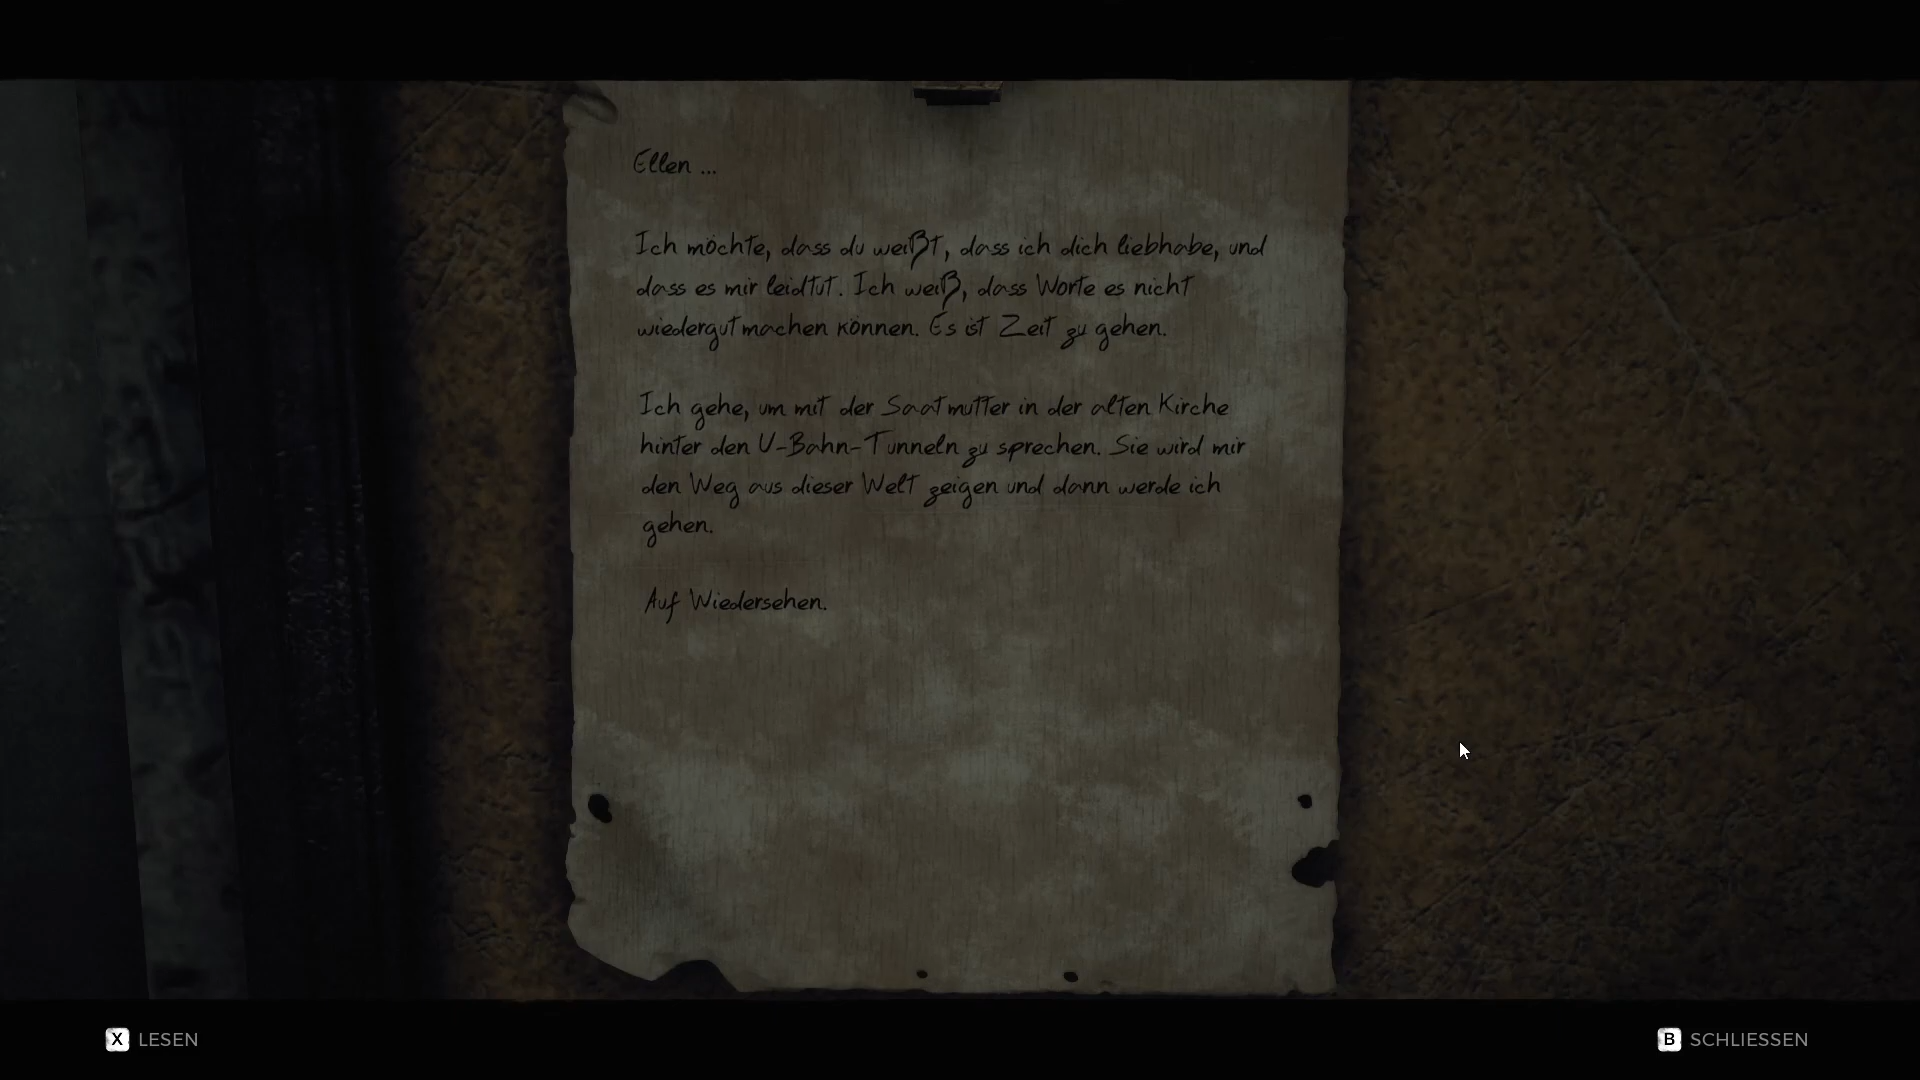 Ellen ...
Ich möchte, dass du weißt, dass ich dich liebhabe, und
dass es mir leidtut. Ich weiß, dass Worte es nicht
wiedergutmachen können. Es ist Zeit zu gehen.
Ich gehe, um mit der Saatmutter in der alten Kirche
hinter den U-Bahn-Tunneln zu sprechen. Sie wird mir
den Weg aus dieser Welt zeigen und dann werde ich
gehen.
Auf Wiedersehen.
X LESEN
B SCHLIESSEN